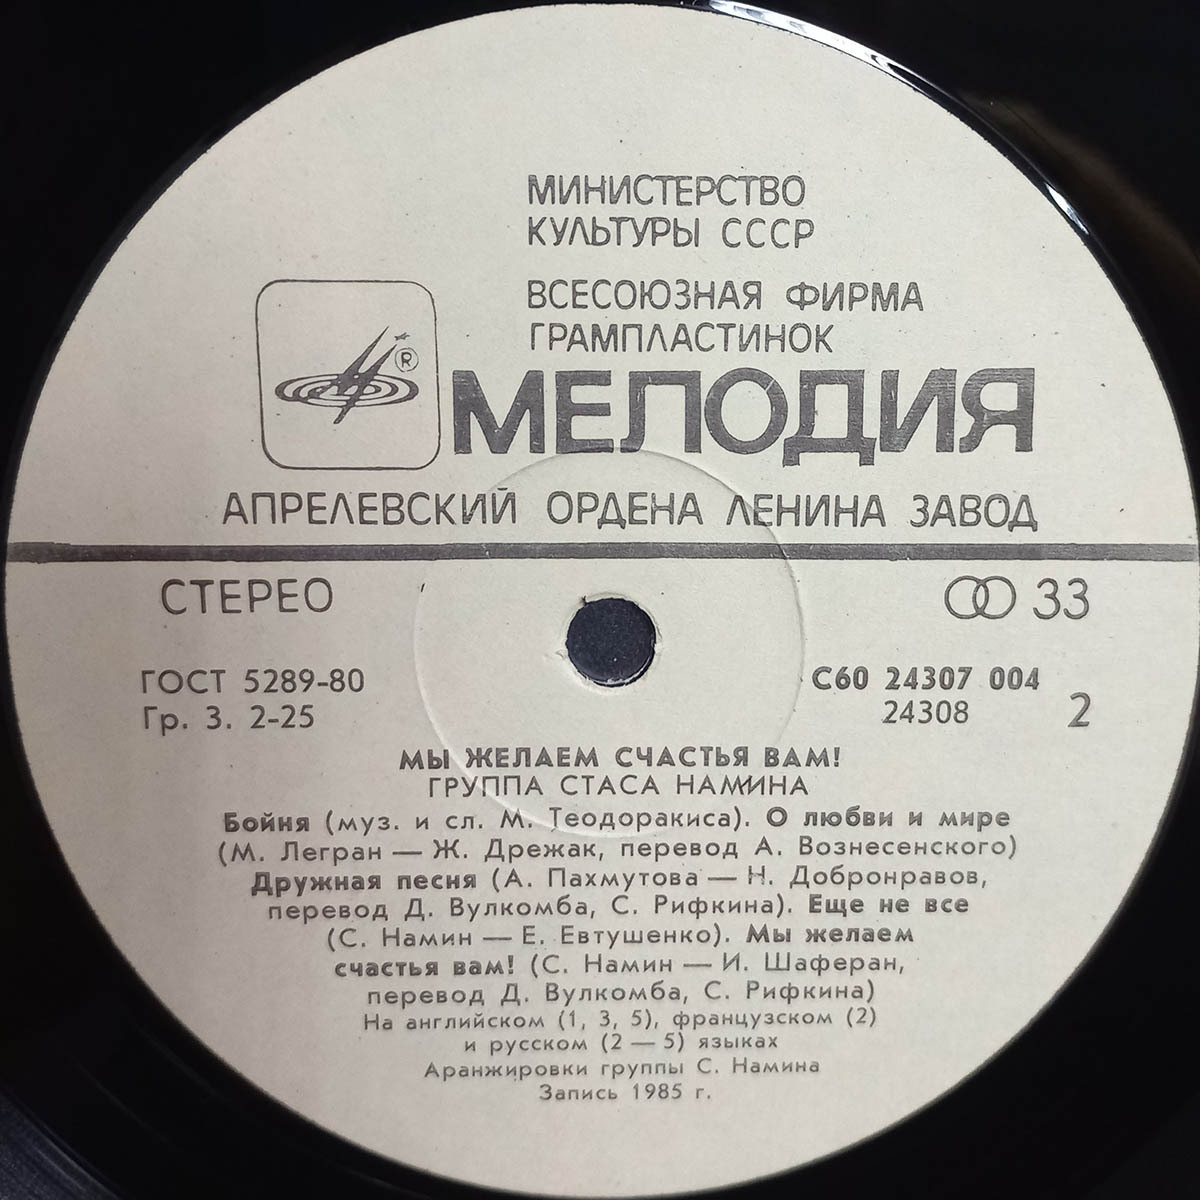 МИНИСТЕРСТВО
КУЛЬТУРЫ СССР
ВСЕСОЮЗНАЯ ФИРМА
ГРАМПЛАСТИНОК
®
МЕЛОДИЯ
АПРЕЛЕВСКИЙ ОРДЕНА ЛЕНИНА ЗАВОД
СТЕРЕО
33
ГОСТ 5289-80
Гр. 3. 2-25
С60 24307 004
24308
2
МЫ ЖЕЛАЕМ СЧАСТЬЯ ВАМ!
ГРУППА СТАСА НАМИНА
Бойня (муз. и сл. М. Теодоракиса). О любви и мире
(М. Легран — Ж. Дрежак, перевод А. Вознесенского)
Дружная песня (А. Пахмутова — Н. Добронравов,
перевод Д. Вулкомба, С. Рифкина). Еще не все
(С. Намин — Е. Евтушенко). Мы желаем
счастья вам! (С. Намин — И. Шаферан,
перевод Д. Вулкомба, С. Рифкина)
На английском (1, 3, 5), французском (2)
и русском (2 — 5) языках
Аранжировки группы С. Намина
Запись 1985 г.